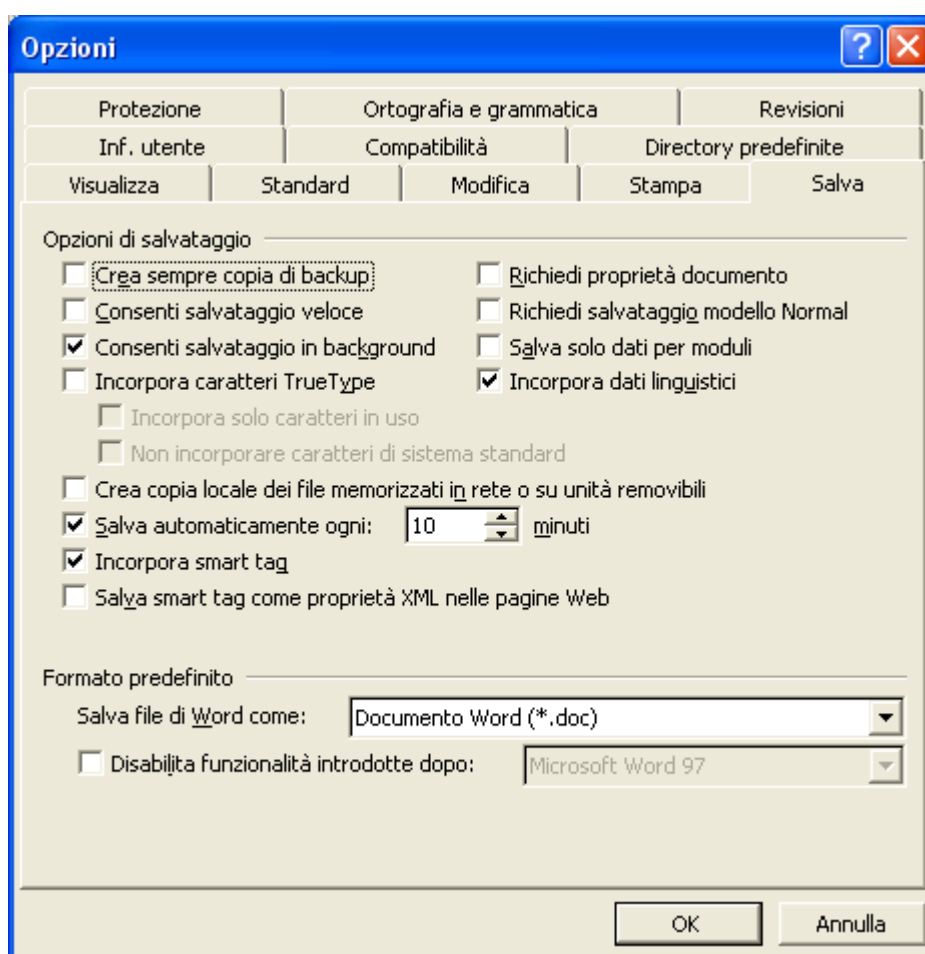 Opzioni
Protezione Ortografia e grammatica Revisioni
Inf. utente Compatibilità Directory predefinite
Visualizza Standard Modifica Stampa Salva
Opzioni di salvataggio
Crea sempre copia di backup Richiedi proprietà documento
Consenti salvataggio veloce Richiedi salvataggio modello Normal
Consenti salvataggio in background Salva solo dati per moduli
Incorpora caratteri TrueType Incorpora dati linguistici
Incorpora solo caratteri in uso
Non incorporare caratteri di sistema standard
Crea copia locale dei file memorizzati in rete o su unità removibili
Salva automaticamente ogni: 10 minuti
Incorpora smart tag
Salva smart tag come proprietà XML nelle pagine Web
Formato predefinito
Salva file di Word come: Documento Word (*.doc)
Disabilita funzionalità introdotte dopo: Microsoft Word 97
OK Annulla